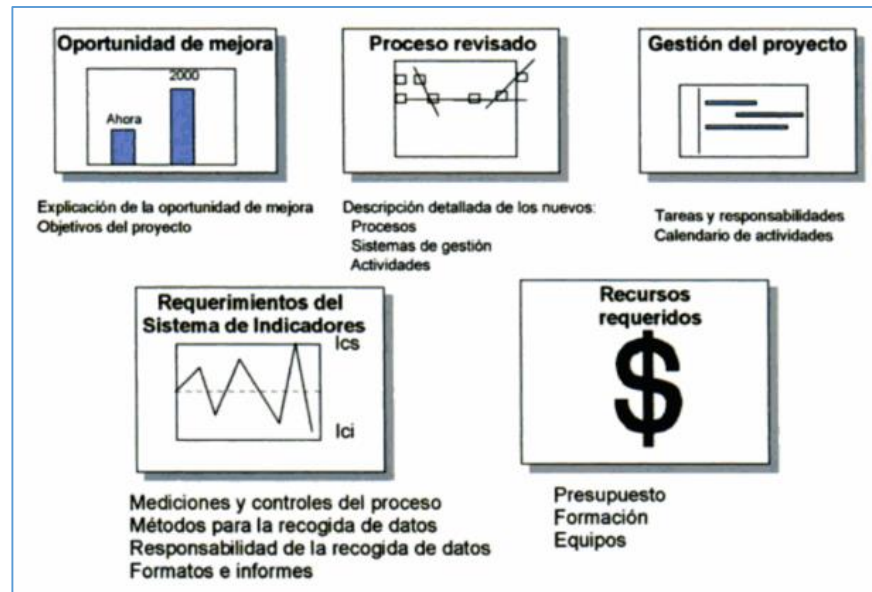 Oportunidad de mejora
2000
Ahora
Explicación de la oportunidad de mejora
Objetivos del proyecto
Proceso revisado
Descripción detallada de los nuevos:
Procesos
Sistemas de gestión
Actividades
Gestión del proyecto
Tareas y responsabilidades
Calendario de actividades
Requerimientos del
Sistema de Indicadores
lcs
lci
Mediciones y controles del proceso
Métodos para la recogida de datos
Responsabilidad de la recogida de datos
Formatos e informes
Recursos
requeridos
$
Presupuesto
Formación
Equipos